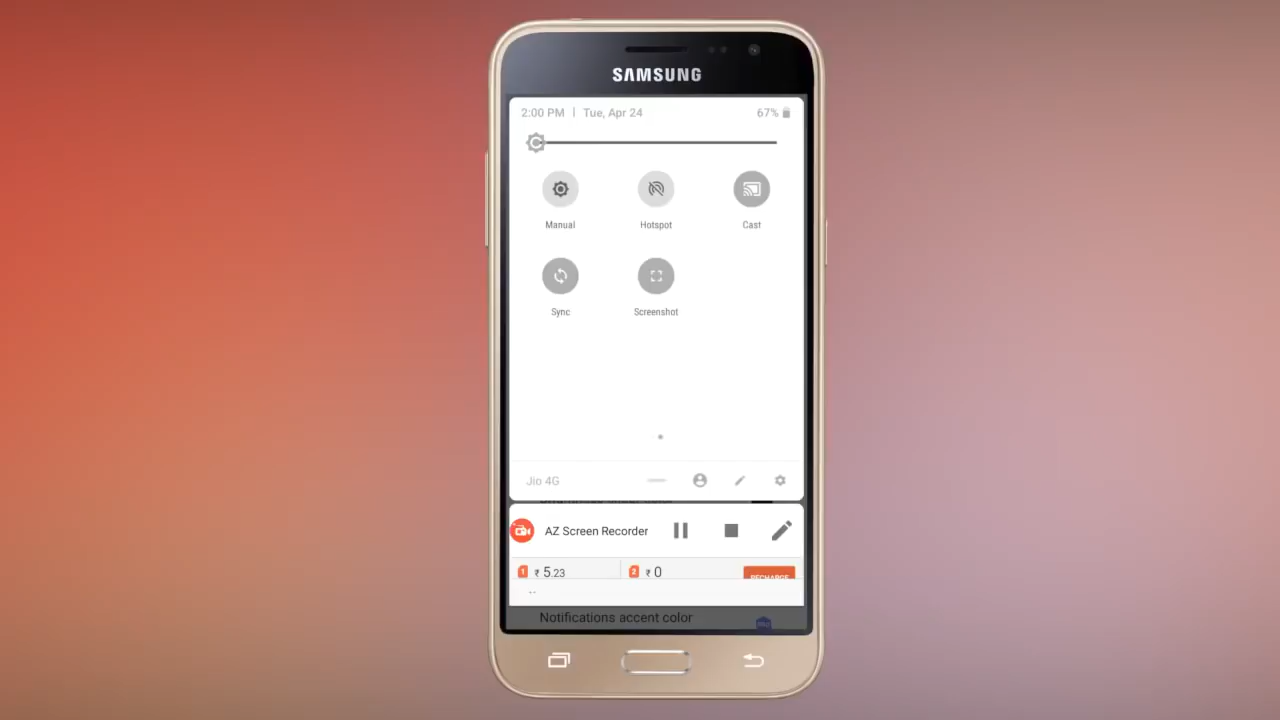 SAMSUNG
2:00 PM | Tue, Apr 24 67%
Manual Hotspot Cast
Sync Screenshot
Jio 4G
AZ Screen Recorder
1 ₹ 5.23 2 ₹ 0 RECHARGE
Notifications accent color